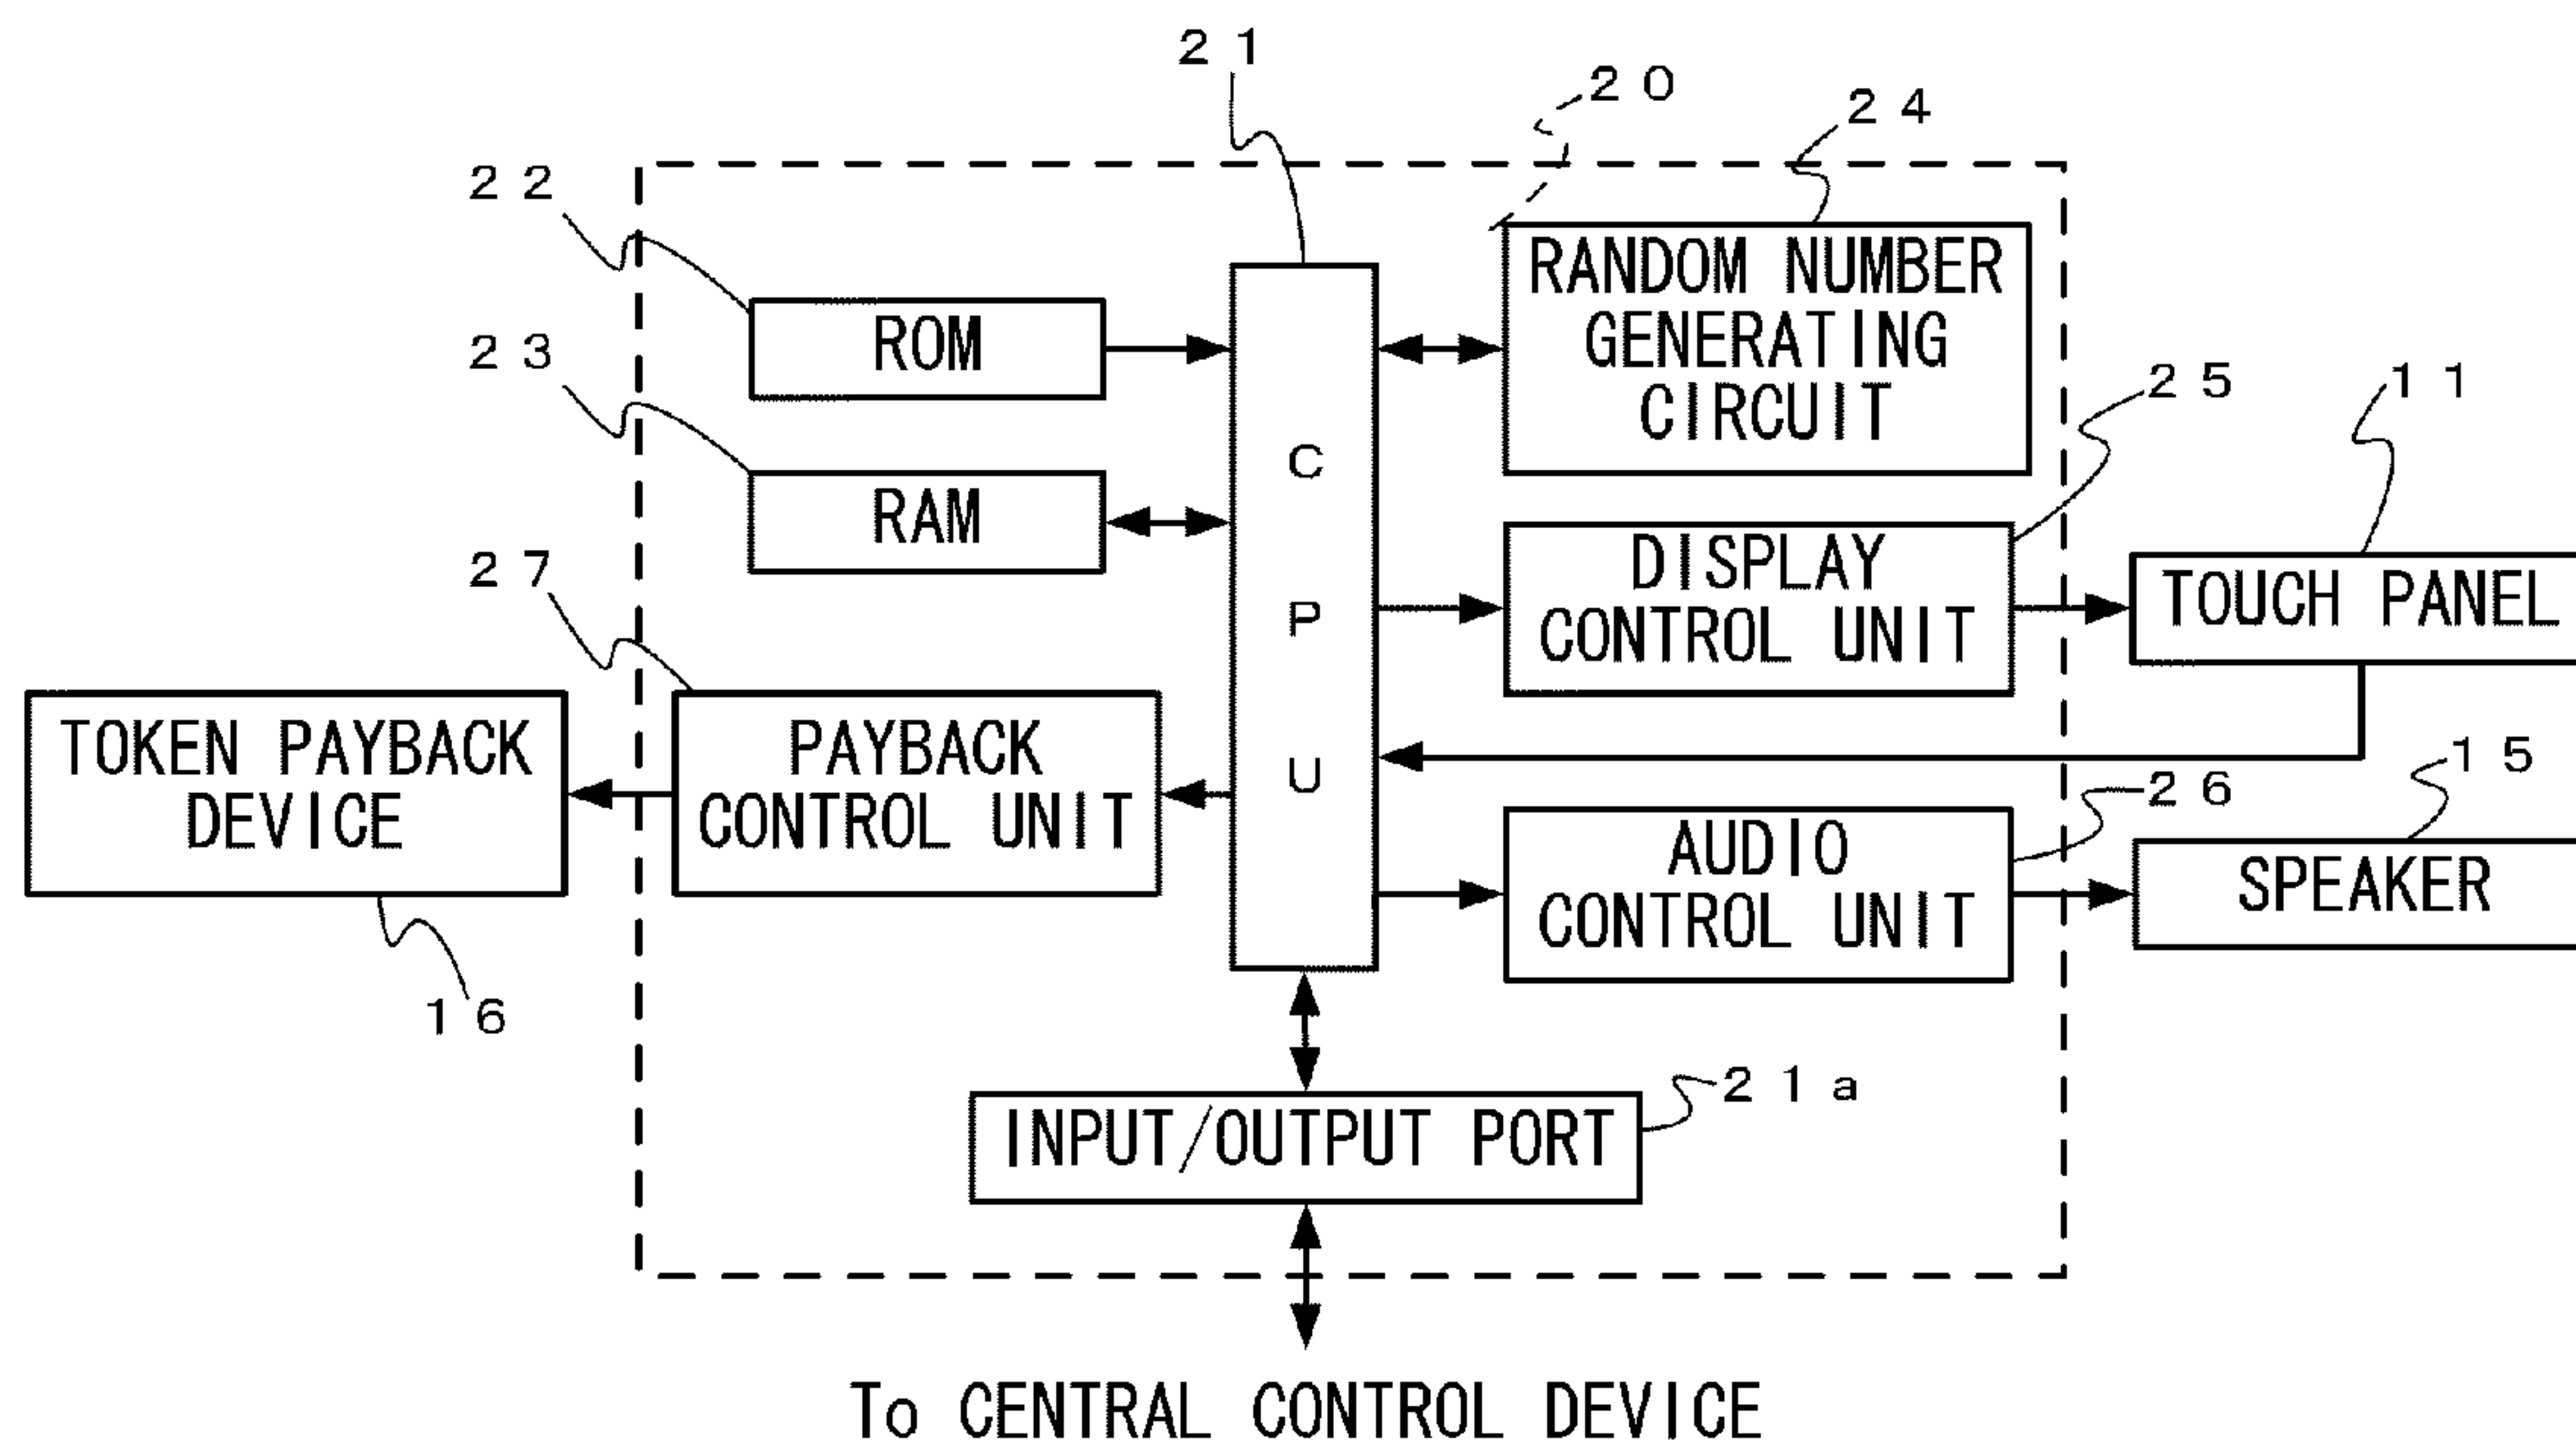 21
20
24
22
RANDOM NUMBER
GENERATING
CIRCUIT
ROM
23
25
11
CPU
RAM
DISPLAY
CONTROL UNIT
TOUCH PANEL
27
TOKEN PAYBACK
DEVICE
PAYBACK
CONTROL UNIT
15
26
AUDIO
CONTROL UNIT
SPEAKER
16
21a
INPUT/OUTPUT PORT
To CENTRAL CONTROL DEVICE